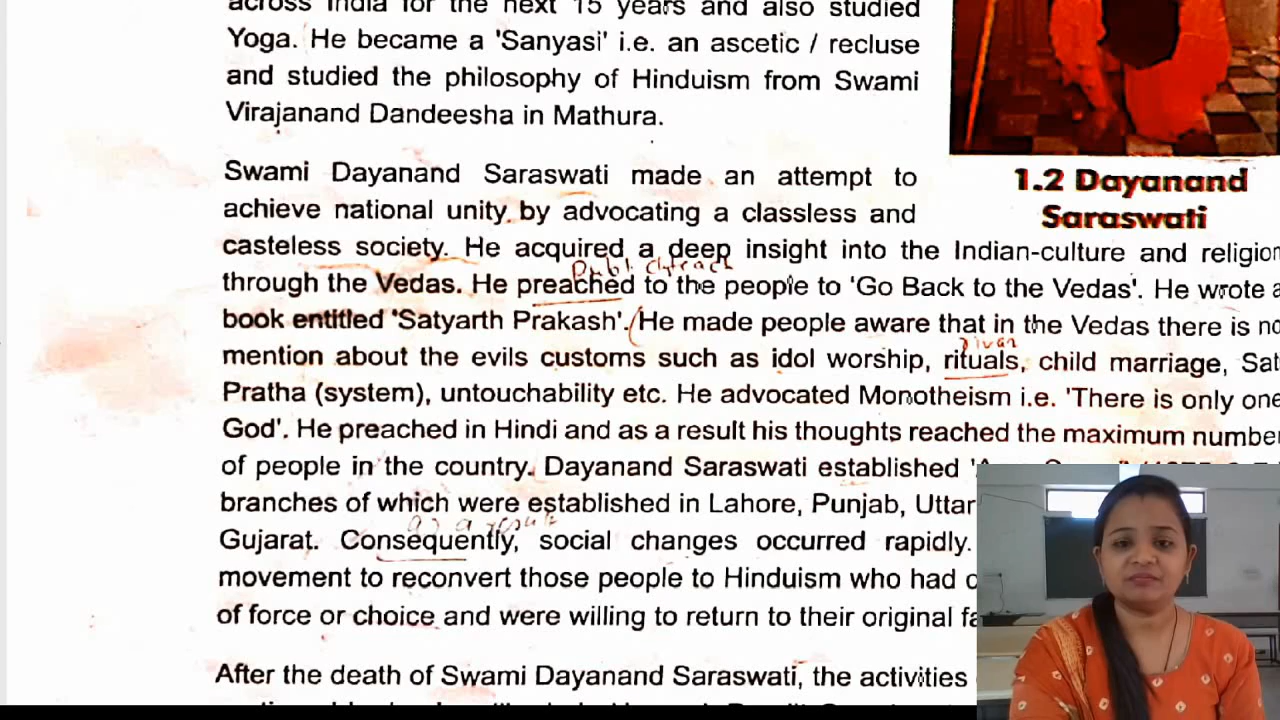 across India for the next 15 years and also studied
Yoga. He became a 'Sanyasi' i.e. an ascetic / recluse
and studied the philosophy of Hinduism from Swami
Virajanand Dandeesha in Mathura.
1.2 Dayanand
Saraswati
Swami Dayanand Saraswati made an attempt to
achieve national unity by advocating a classless and
casteless society. He acquired a deep insight into the Indian-culture and religion
through the Vedas. He preached to the people to 'Go Back to the Vedas'. He wrote a
book entitled 'Satyarth Prakash'. He made people aware that in the Vedas there is no
mention about the evils customs such as idol worship, rituals, child marriage, Sat
Pratha (system), untouchability etc. He advocated Monotheism i.e. 'There is only one
God'. He preached in Hindi and as a result his thoughts reached the maximum number
of people in the country. Dayanand Saraswati established
branches of which were established in Lahore, Punjab, Uttar
as a result
Gujarat. Consequently, social changes occurred rapidly.
movement to reconvert those people to Hinduism who had
of force or choice and were willing to return to their original
After the death of Swami Dayanand Saraswati, the activities